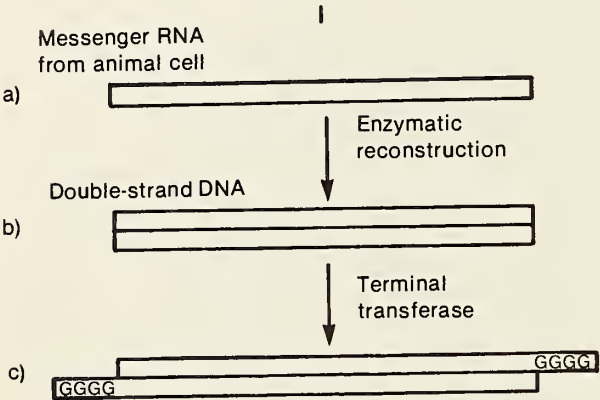 I
Messenger RNA
from animal cell
a)
Enzymatic
reconstruction
Double-strand DNA
b)
Terminal
transferase
c)
GGGG
GGGG